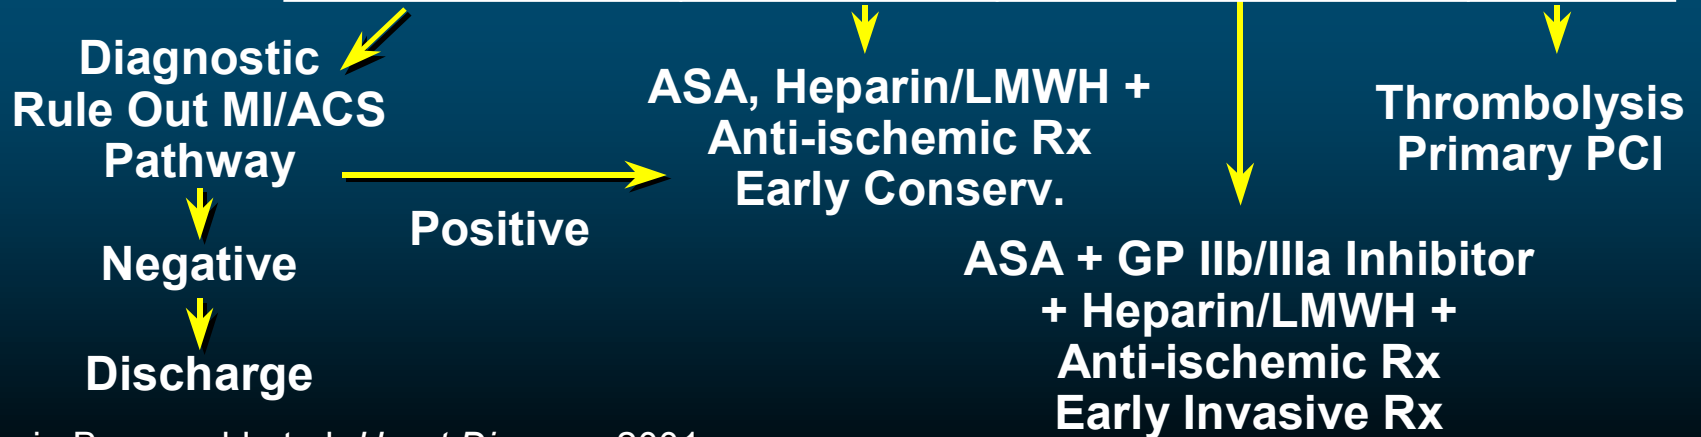 Diagnostic
Rule Out MI/ACS
Pathway
Negative
Discharge
Positive
ASA, Heparin/LMWH +
Anti-ischemic Rx
Early Conserv.
ASA + GP IIb/IIIa Inhibitor
+ Heparin/LMWH +
Anti-ischemic Rx
Early Invasive Rx
Thrombolysis
Primary PCI